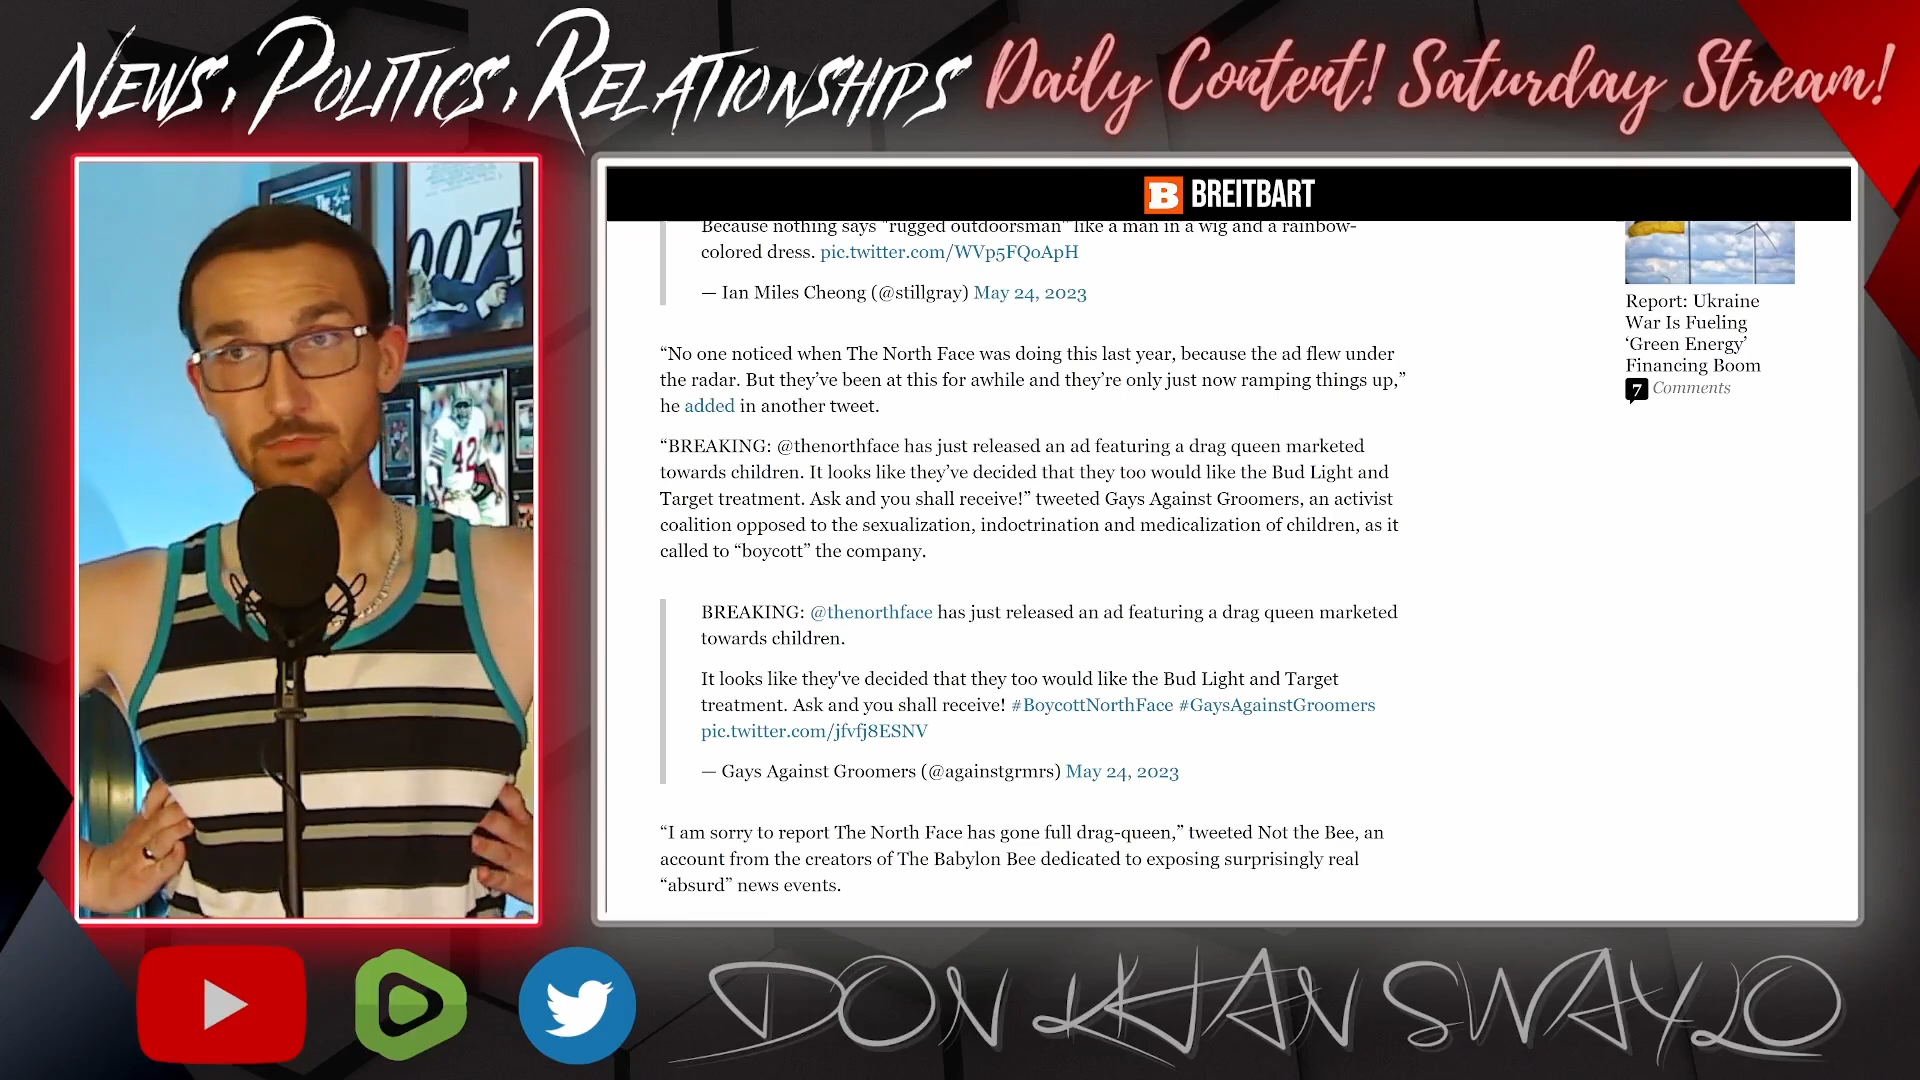 NEWS, POLITICS, RELATIONSHIPS
Daily Content! Saturday Stream!
007
42
B BREITBART
Because nothing says "rugged outdoorsman" like a man in a wig and a rainbow-
colored dress. pic.twitter.com/WVp5FQoApH
— Ian Miles Cheong (@stillgray) May 24, 2023
“No one noticed when The North Face was doing this last year, because the ad flew under
the radar. But they’ve been at this for awhile and they’re only just now ramping things up,”
he added in another tweet.
“BREAKING: @thenorthface has just released an ad featuring a drag queen marketed
towards children. It looks like they’ve decided that they too would like the Bud Light and
Target treatment. Ask and you shall receive!” tweeted Gays Against Groomers, an activist
coalition opposed to the sexualization, indoctrination and medicalization of children, as it
called to “boycott” the company.
BREAKING: @thenorthface has just released an ad featuring a drag queen marketed
towards children.
It looks like they've decided that they too would like the Bud Light and Target
treatment. Ask and you shall receive! #BoycottNorthFace #GaysAgainstGroomers
pic.twitter.com/jfvfj8ESNV
— Gays Against Groomers (@againstgrmrs) May 24, 2023
“I am sorry to report The North Face has gone full drag-queen,” tweeted Not the Bee, an
account from the creators of The Babylon Bee dedicated to exposing surprisingly real
“absurd” news events.
Report: Ukraine
War Is Fueling
‘Green Energy’
Financing Boom
7 Comments
DON KHAN SWAYLO